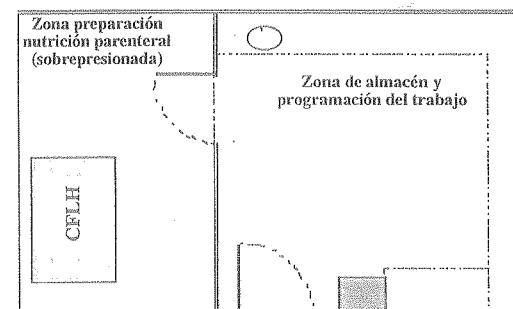 Zona preparación
nutrición parenteral
(sobrepresionada)
Zona de almacén y
programación del trabajo
CFLH